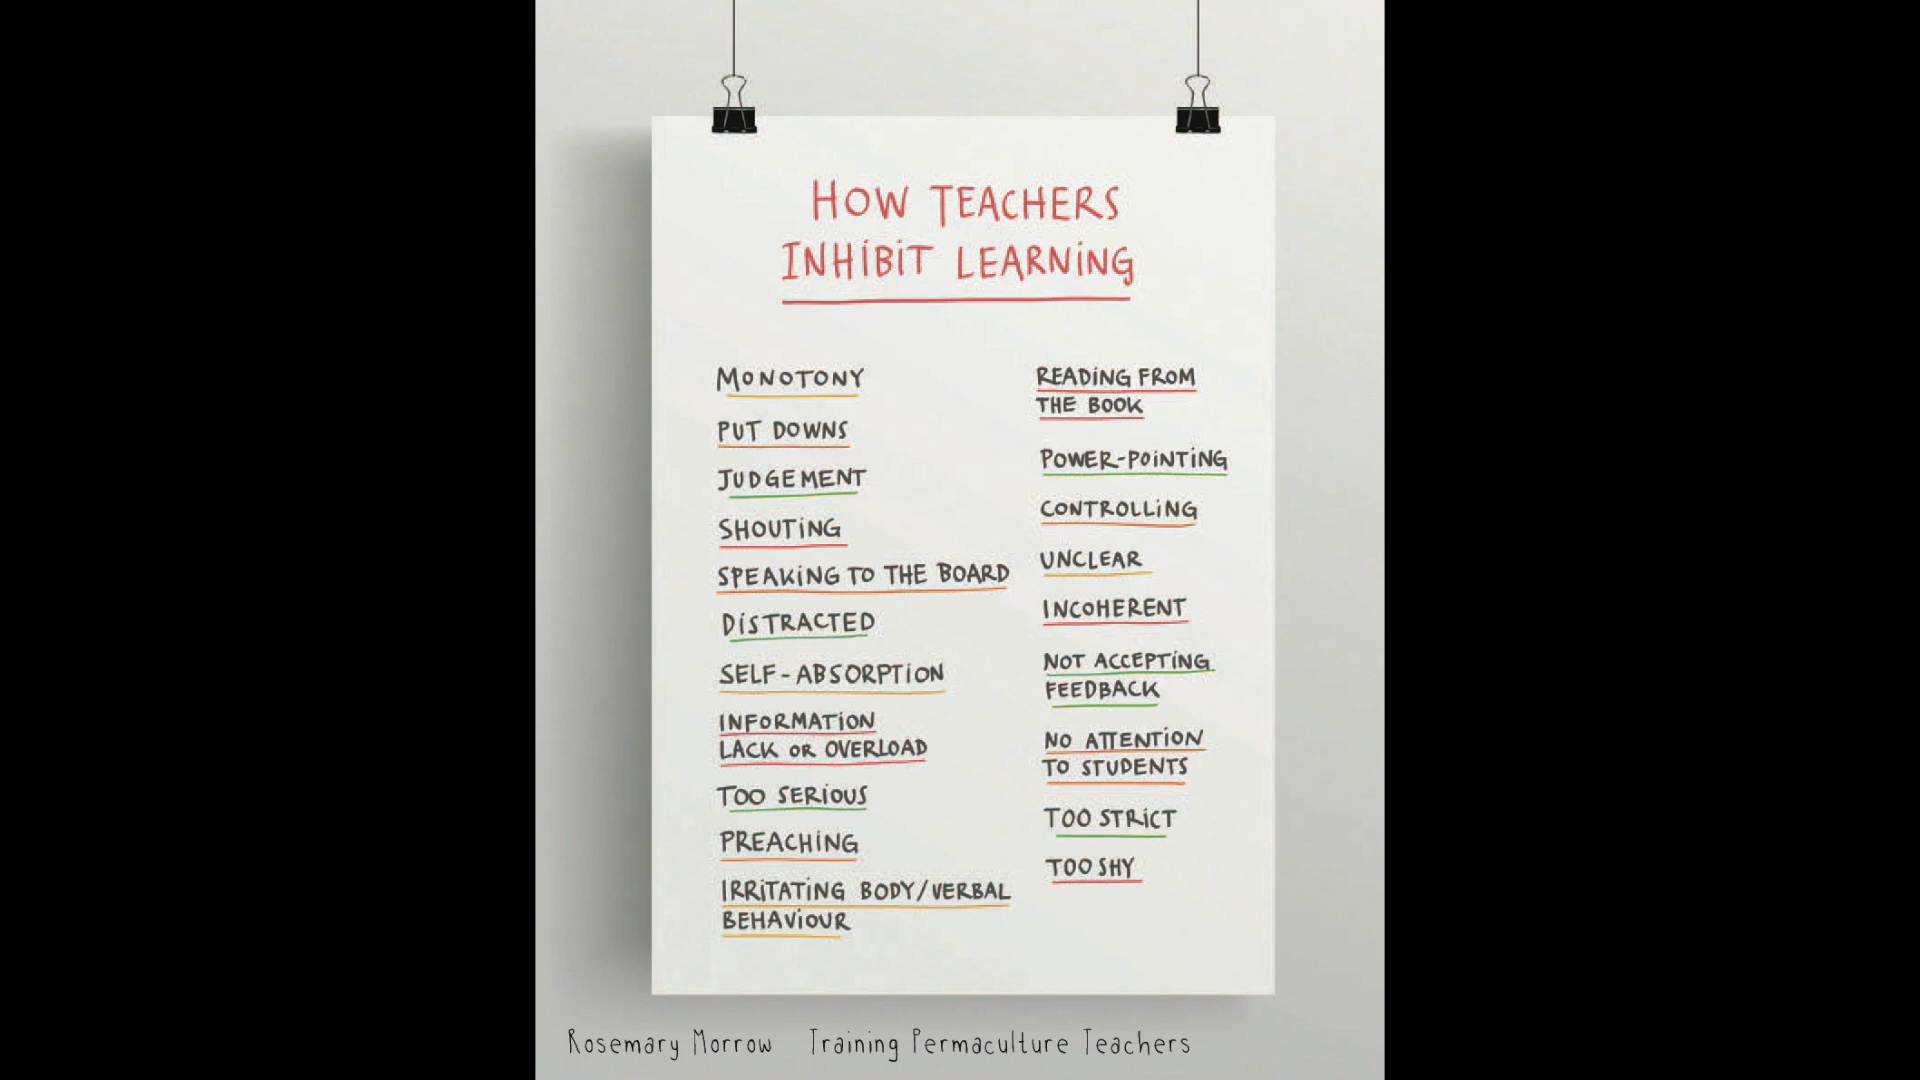 HOW TEACHERS
INHIBIT LEARNING
MONOTONY
PUT DOWNS
JUDGEMENT
SHOUTING
SPEAKING TO THE BOARD
DISTRACTED
SELF-ABSORPTION
INFORMATION
LACK OR OVERLOAD
TOO SERIOUS
PREACHING
IRRITATING BODY/VERBAL
BEHAVIOUR
READING FROM
THE BOOK
POWER-POINTING
CONTROLLING
UNCLEAR
INCOHERENT
NOT ACCEPTING
FEEDBACK
NO ATTENTION
TO STUDENTS
TOO STRICT
TOO SHY
Rosemary Morrow Training Permaculture Teachers